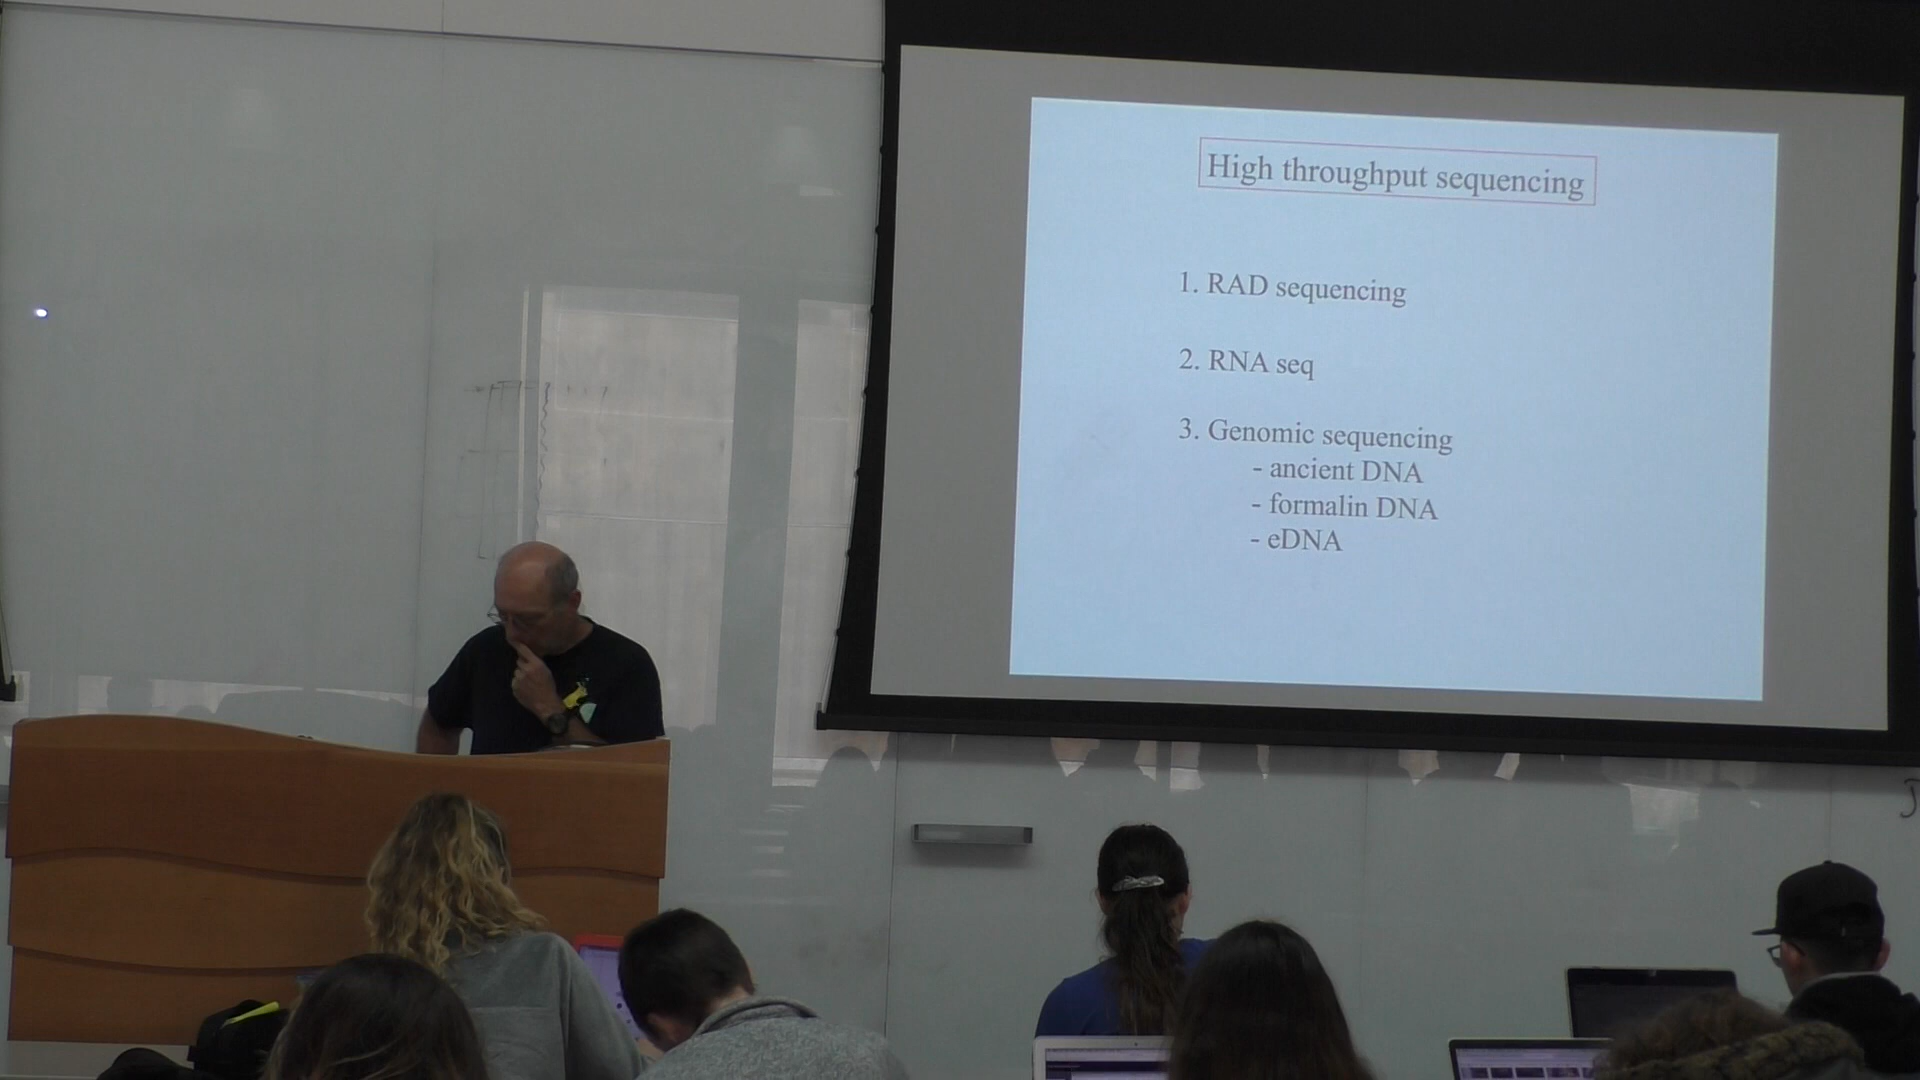 High throughput sequencing
1. RAD sequencing
2. RNA seq
3. Genomic sequencing
- ancient DNA
- formalin DNA
- eDNA